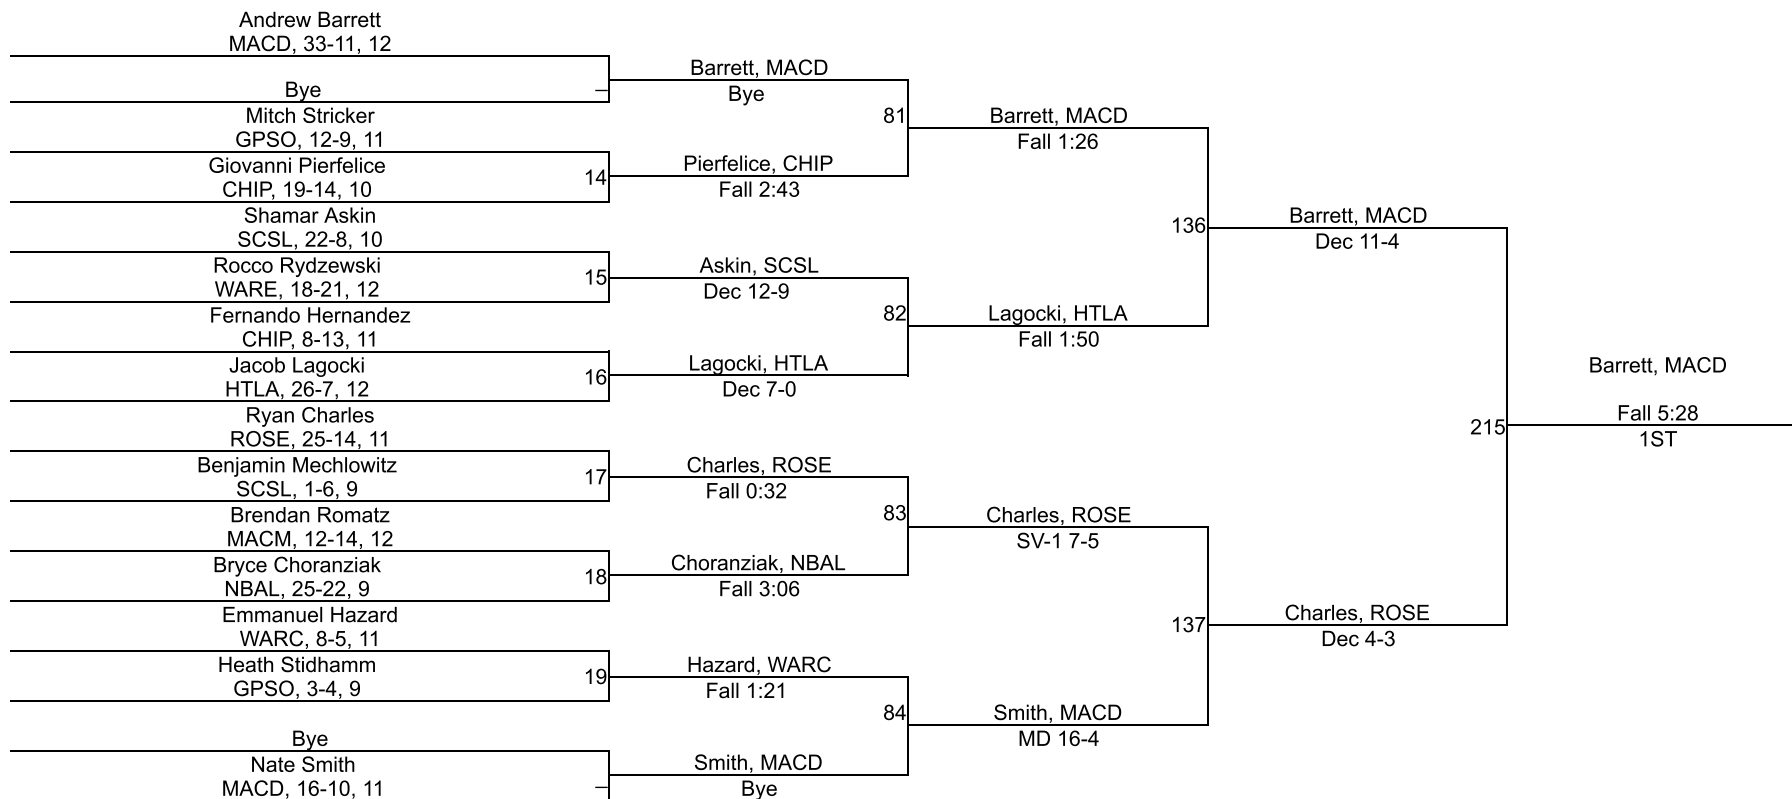 Andrew Barrett
MACD, 33-11, 12
Bye
–
Mitch Stricker
GPSO, 12-9, 11
Giovanni Pierfelice
CHIP, 19-14, 10
14
Shamar Askin
SCSL, 22-8, 10
Rocco Rydzewski
WARE, 18-21, 12
15
Fernando Hernandez
CHIP, 8-13, 11
Jacob Lagocki
HTLA, 26-7, 12
16
Ryan Charles
ROSE, 25-14, 11
Benjamin Mechlowitz
SCSL, 1-6, 9
17
Brendan Romatz
MACM, 12-14, 12
Bryce Choranziak
NBAL, 25-22, 9
18
Emmanuel Hazard
WARC, 8-5, 11
Heath Stidhamm
GPSO, 3-4, 9
19
Bye
Nate Smith
MACD, 16-10, 11
–
Barrett, MACD
Bye
81
Pierfelice, CHIP
Fall 2:43
Askin, SCSL
Dec 12-9
82
Lagocki, HTLA
Dec 7-0
Charles, ROSE
Fall 0:32
83
Choranziak, NBAL
Fall 3:06
Hazard, WARC
Fall 1:21
84
Smith, MACD
Bye
Barrett, MACD
Fall 1:26
136
Lagocki, HTLA
Fall 1:50
Charles, ROSE
SV-1 7-5
137
Smith, MACD
MD 16-4
Barrett, MACD
Dec 11-4
215
Charles, ROSE
Dec 4-3
Barrett, MACD
Fall 5:28
1ST